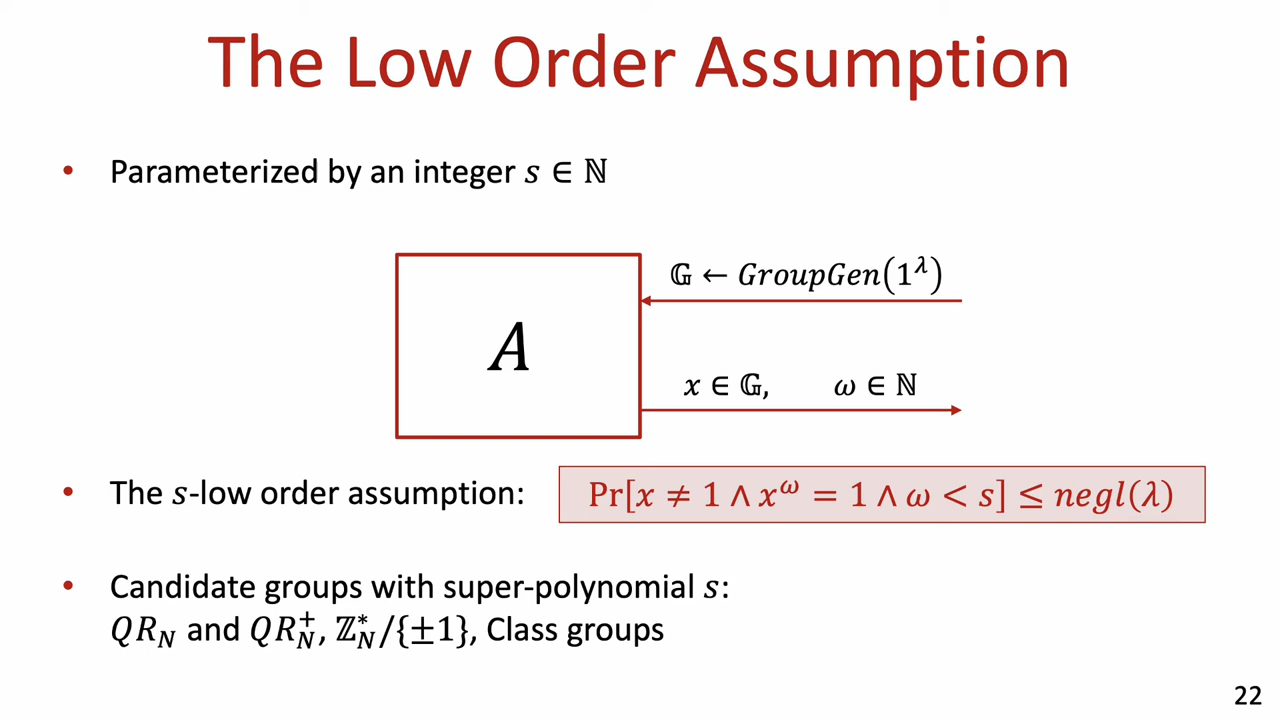 The Low Order Assumption
• Parameterized by an integer 𝑠 ∈ ℕ
𝔾 ← 𝐺𝑟𝑜𝑢𝑝𝐺𝑒𝑛(1^𝜆)
𝐴
𝑥 ∈ 𝔾, 𝜔 ∈ ℕ
• The 𝑠-low order assumption: Pr[𝑥 ≠ 1 ∧ 𝑥^𝜔 = 1 ∧ 𝜔 < 𝑠] ≤ 𝑛𝑒𝑔𝑙(𝜆)
• Candidate groups with super-polynomial 𝑠:
𝑄𝑅_𝑁 and 𝑄𝑅_𝑁^+, ℤ_𝑁^*/{±1}, Class groups
22